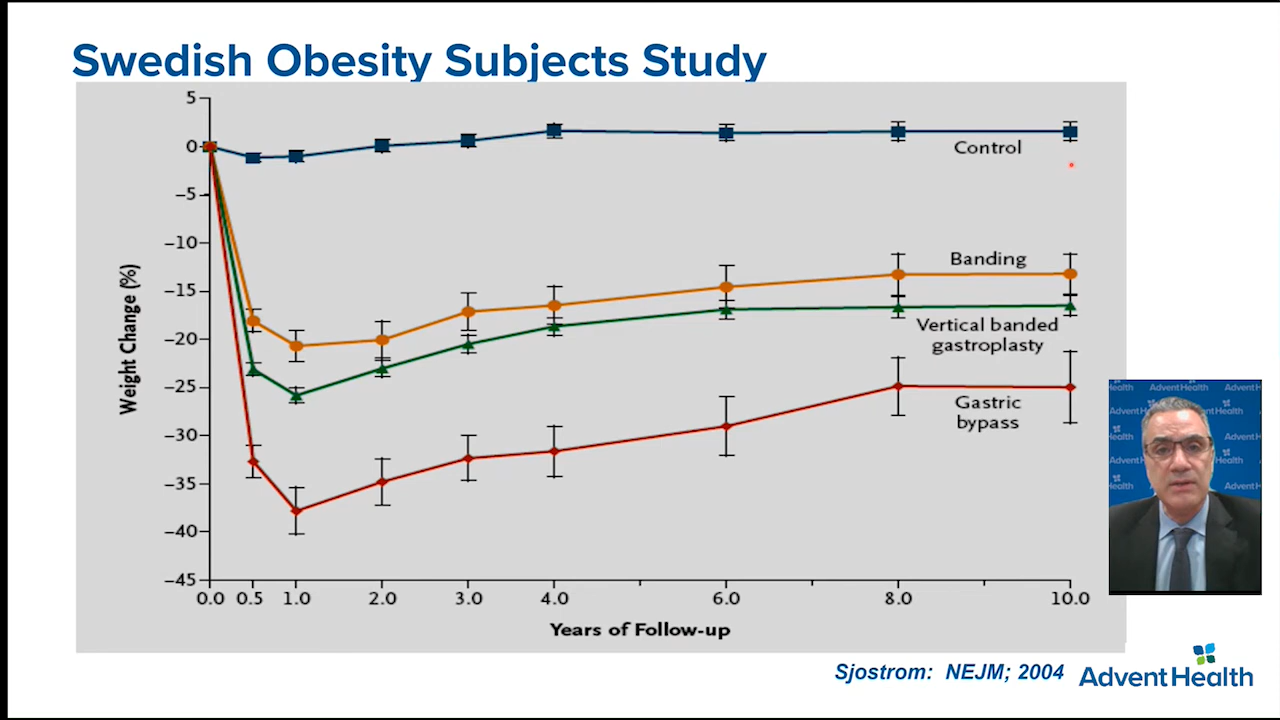 Swedish Obesity Subjects Study
5
0
−5
−10
−15
−20
−25
−30
−35
−40
−45
Weight Change (%)
Control
Banding
Vertical banded
gastroplasty
Gastric
bypass
0.0 0.5 1.0 2.0 3.0 4.0 6.0 8.0 10.0
Years of Follow-up
AdventHealth
Sjostrom: NEJM; 2004
AdventHealth